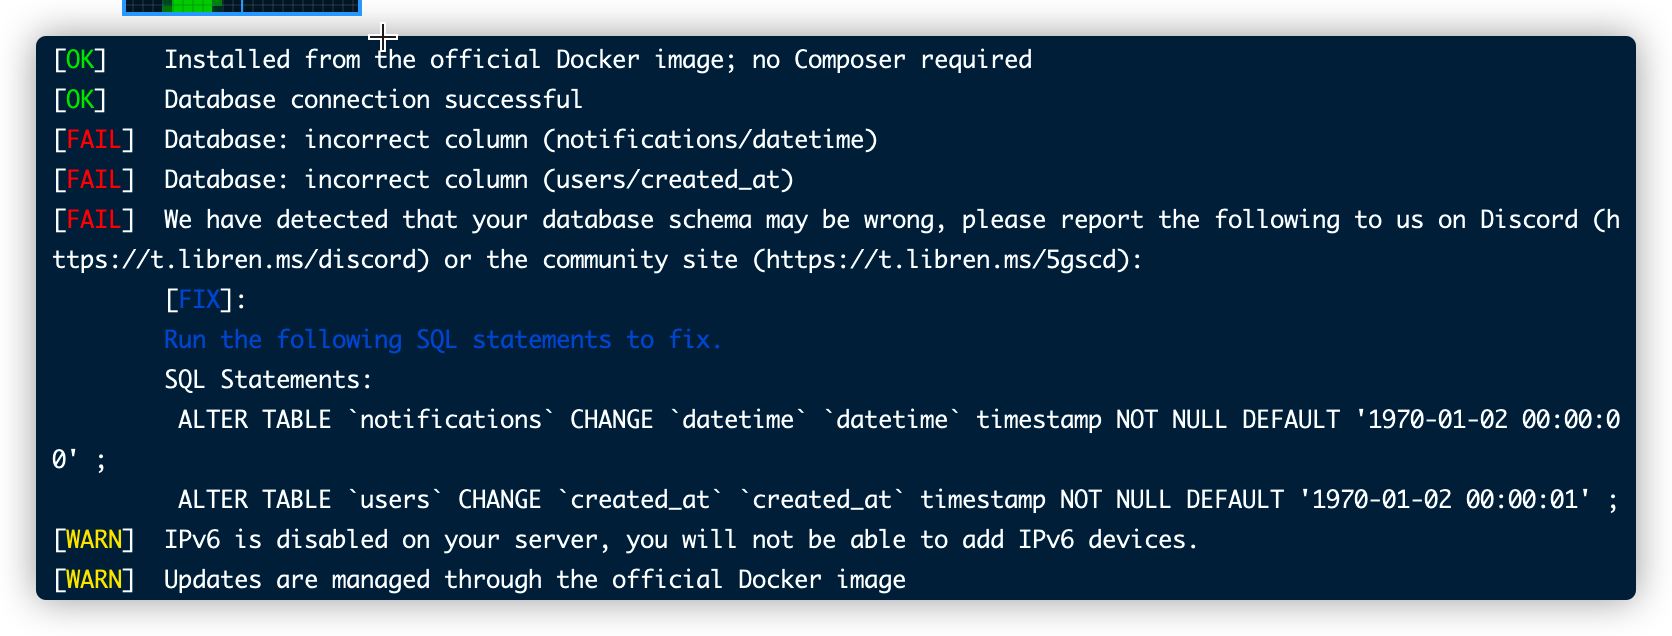 [OK]    Installed from the official Docker image; no Composer required
[OK]    Database connection successful
[FAIL]  Database: incorrect column (notifications/datetime)
[FAIL]  Database: incorrect column (users/created_at)
[FAIL]  We have detected that your database schema may be wrong, please report the following to us on Discord (h
ttps://t.libren.ms/discord) or the community site (https://t.libren.ms/5gscd):
        [FIX]:
        Run the following SQL statements to fix.
        SQL Statements:
         ALTER TABLE `notifications` CHANGE `datetime` `datetime` timestamp NOT NULL DEFAULT '1970-01-02 00:00:0
0' ;
         ALTER TABLE `users` CHANGE `created_at` `created_at` timestamp NOT NULL DEFAULT '1970-01-02 00:00:01' ;
[WARN]  IPv6 is disabled on your server, you will not be able to add IPv6 devices.
[WARN]  Updates are managed through the official Docker image